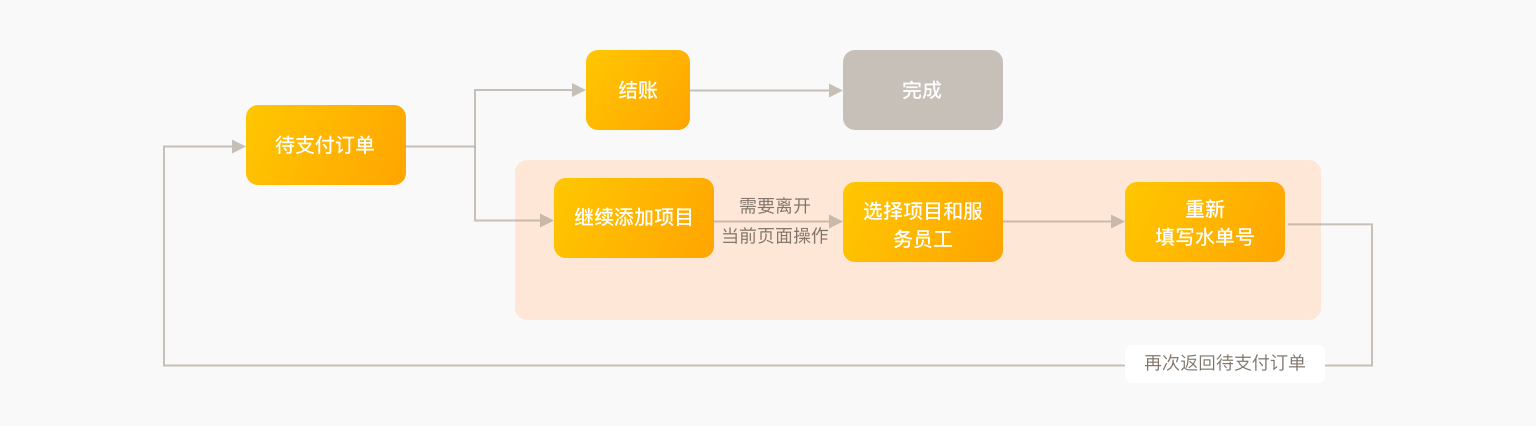 结账
完成
待支付订单
继续添加项目
需要离开
当前页面操作
选择项目和服
务员工
重新
填写水单号
再次返回待支付订单